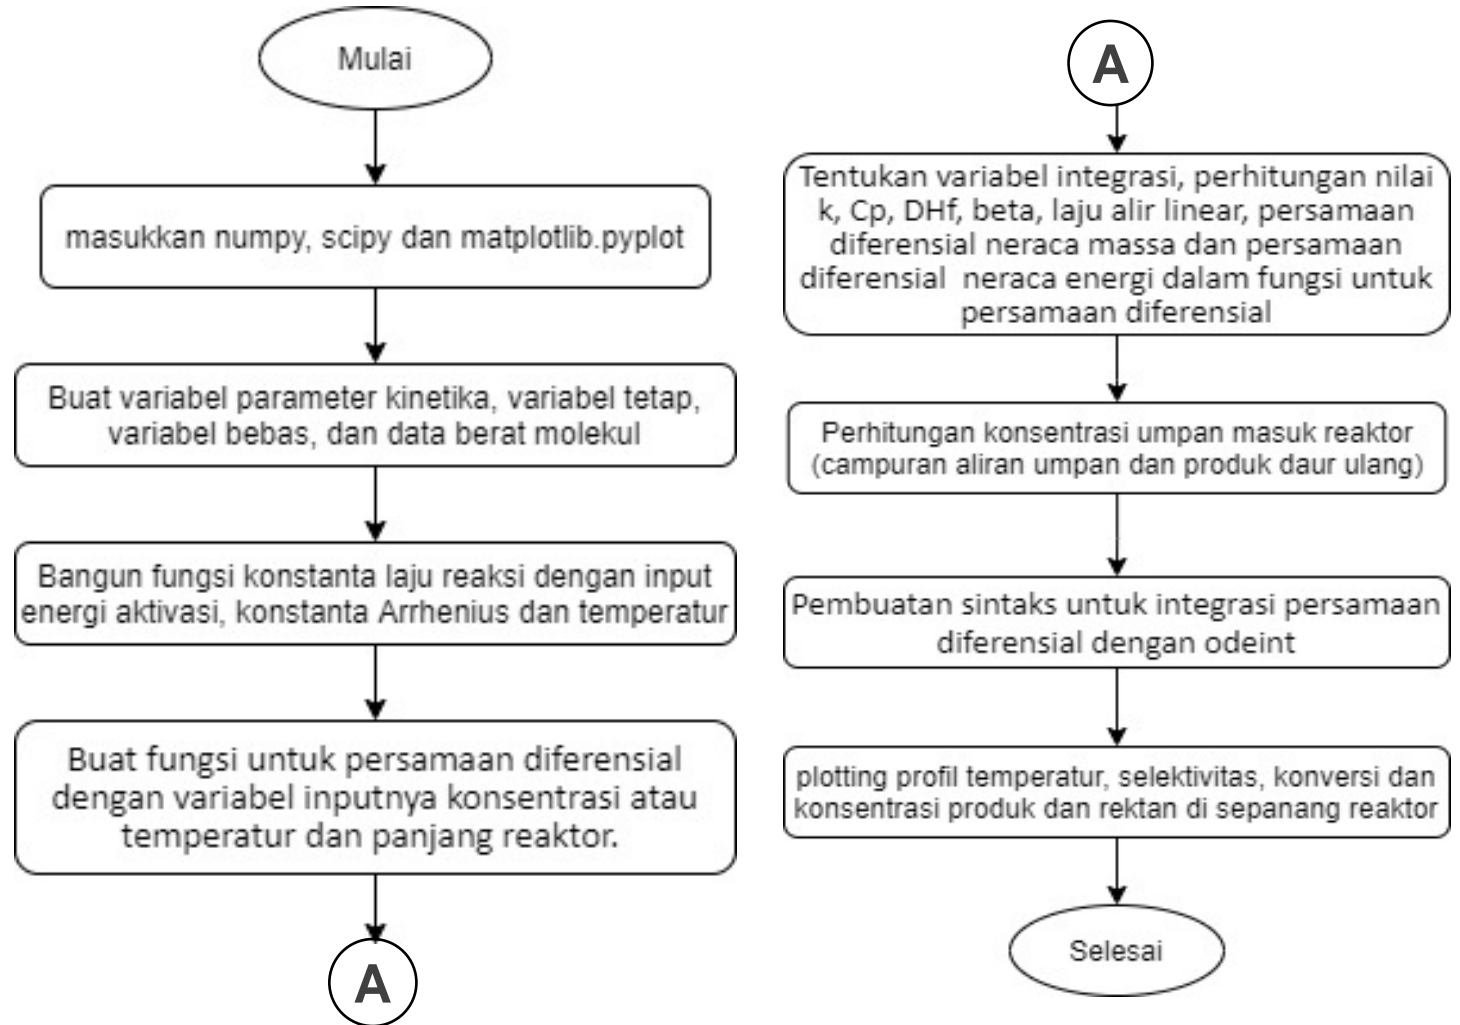 Mulai
masukkan numpy, scipy dan matplotlib.pyplot
Buat variabel parameter kinetika, variabel tetap,
variabel bebas, dan data berat molekul
Bangun fungsi konstanta laju reaksi dengan input
energi aktivasi, konstanta Arrhenius dan temperatur
Buat fungsi untuk persamaan diferensial
dengan variabel inputnya konsentrasi atau
temperatur dan panjang reaktor.
A
A
Tentukan variabel integrasi, perhitungan nilai
k, Cp, DHf, beta, laju alir linear, persamaan
diferensial neraca massa dan persamaan
diferensial neraca energi dalam fungsi untuk
persamaan diferensial
Perhitungan konsentrasi umpan masuk reaktor
(campuran aliran umpan dan produk daur ulang)
Pembuatan sintaks untuk integrasi persamaan
diferensial dengan odeint
plotting profil temperatur, selektivitas, konversi dan
konsentrasi produk dan rektan di sepanang reaktor
Selesai